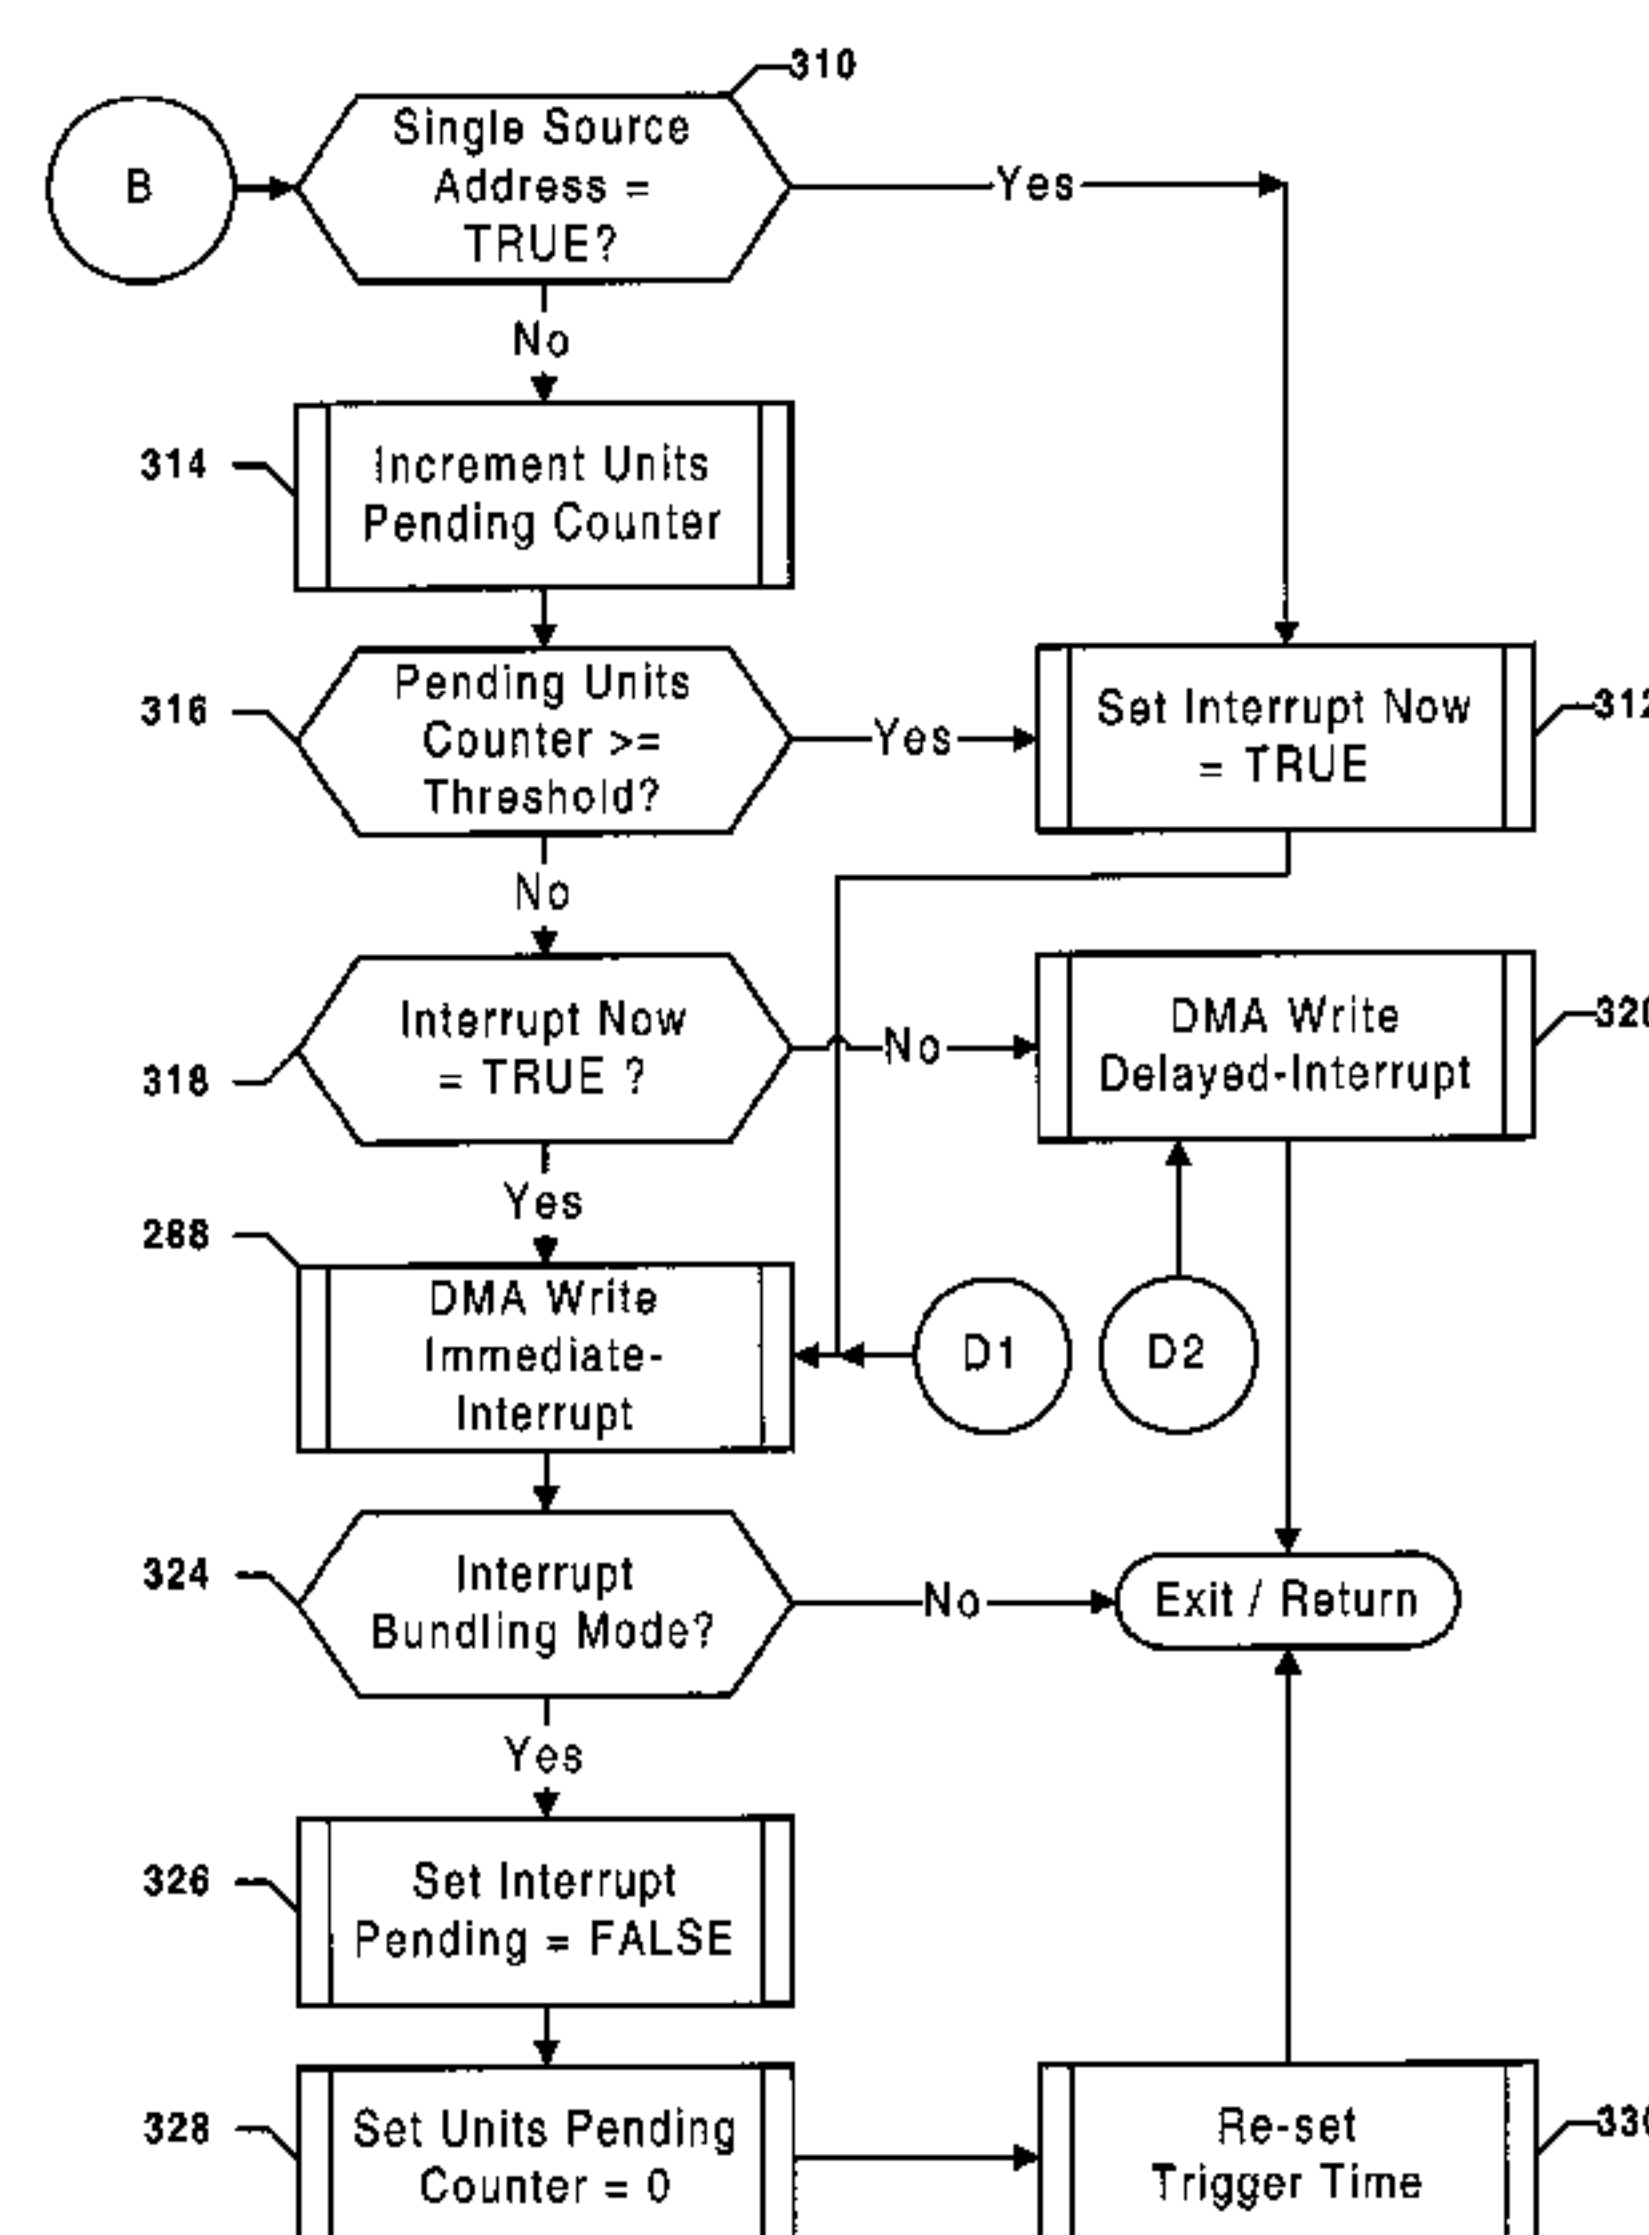 310
B
Single Source
Address =
TRUE?
Yes
No
314
Increment Units
Pending Counter
316
Pending Units
Counter >=
Threshold?
Yes
Set Interrupt Now
= TRUE
312
No
318
Interrupt Now
= TRUE ?
No
DMA Write
Delayed-Interrupt
320
Yes
288
DMA Write
Immediate-
Interrupt
D1
D2
324
Interrupt
Bundling Mode?
No
Exit / Return
Yes
326
Set Interrupt
Pending = FALSE
328
Set Units Pending
Counter = 0
Re-set
Trigger Time
330